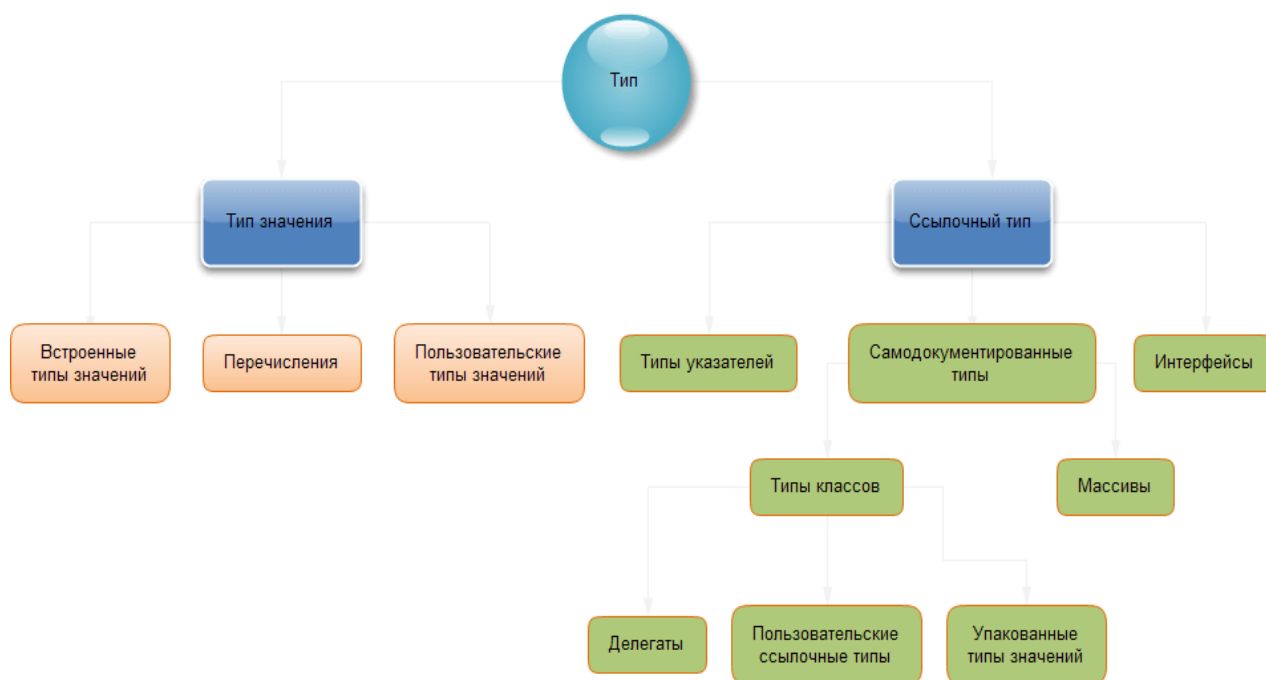 Тип
Тип значения
Ссылочный тип
Встроенные
типы значений
Перечисления
Пользовательские
типы значений
Типы указателей
Самодокументированные
типы
Интерфейсы
Типы классов
Массивы
Делегаты
Пользовательские
ссылочные типы
Упакованные
типы значений